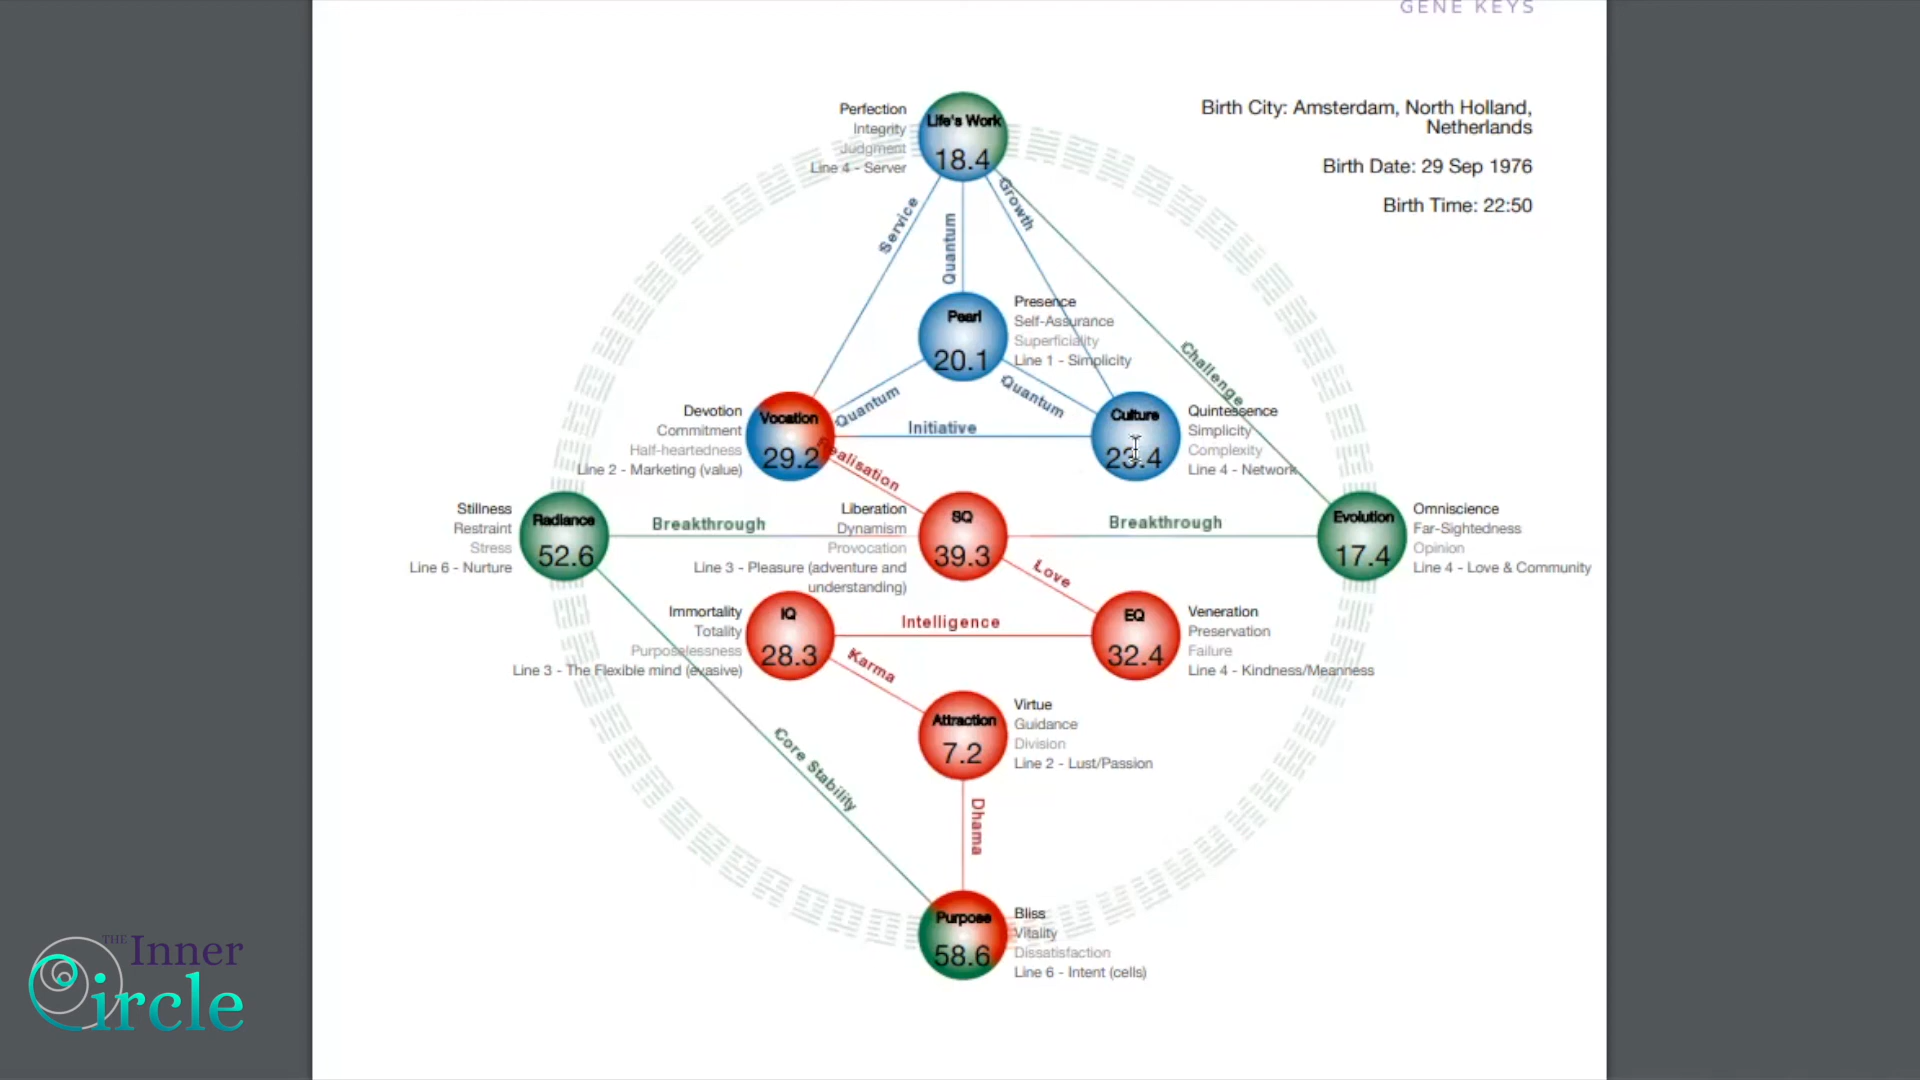 GENE KEYS
Birth City: Amsterdam, North Holland,
Netherlands
Birth Date: 29 Sep 1976
Birth Time: 22:50
Perfection
Integrity
Judgment
Line 4 - Server
Life's Work
18.4
Service
Quantum
Growth
Challenge
Pearl
20.1
Presence
Self-Assurance
Superficiality
Line 1 - Simplicity
Quantum
Quantum
Devotion
Commitment
Half-heartedness
Line 2 - Marketing (value)
Vocation
29.2
Initiative
Culture
23.4
Quintessence
Simplicity
Complexity
Line 4 - Network
Realisation
Stillness
Restraint
Stress
Line 6 - Nurture
Radiance
52.6
Breakthrough
Liberation
Dynamism
Provocation
Line 3 - Pleasure (adventure and
understanding)
SQ
39.3
Breakthrough
Evolution
17.4
Omniscience
Far-Sightedness
Opinion
Line 4 - Love & Community
Love
Immortality
Totality
Purposelessness
Line 3 - The Flexible mind (evasive)
IQ
28.3
Intelligence
EQ
32.4
Veneration
Preservation
Failure
Line 4 - Kindness/Meanness
Karma
Attraction
7.2
Virtue
Guidance
Division
Line 2 - Lust/Passion
Core Stability
Dhama
Purpose
58.6
Bliss
Vitality
Dissatisfaction
Line 6 - Intent (cells)
THE Inner
Circle